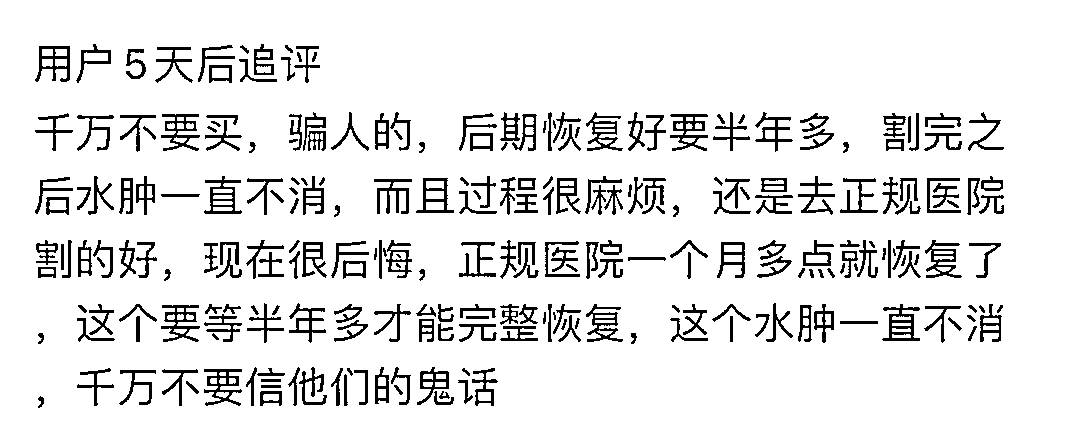 用户5天后追评
千万不要买，骗人的，后期恢复好要半年多，割完之
后水肿一直不消，而且过程很麻烦，还是去正规医院
割的好，现在很后悔，正规医院一个月多点就恢复了
，这个要等半年多才能完整恢复，这个水肿一直不消
，千万不要信他们的鬼话